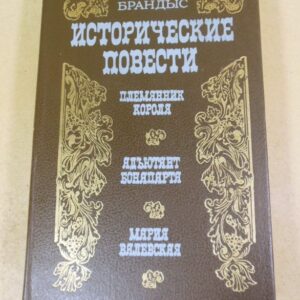 БРАНДЫС
ИСТОРИЧЕСКИЕ
ПОВЕСТИ
ПЛЕМЯННИК
КОРОЛЯ
АДЪЮТАНТ
БОНАПАРТА
МАРИЯ
ВАЛЕВСКАЯ